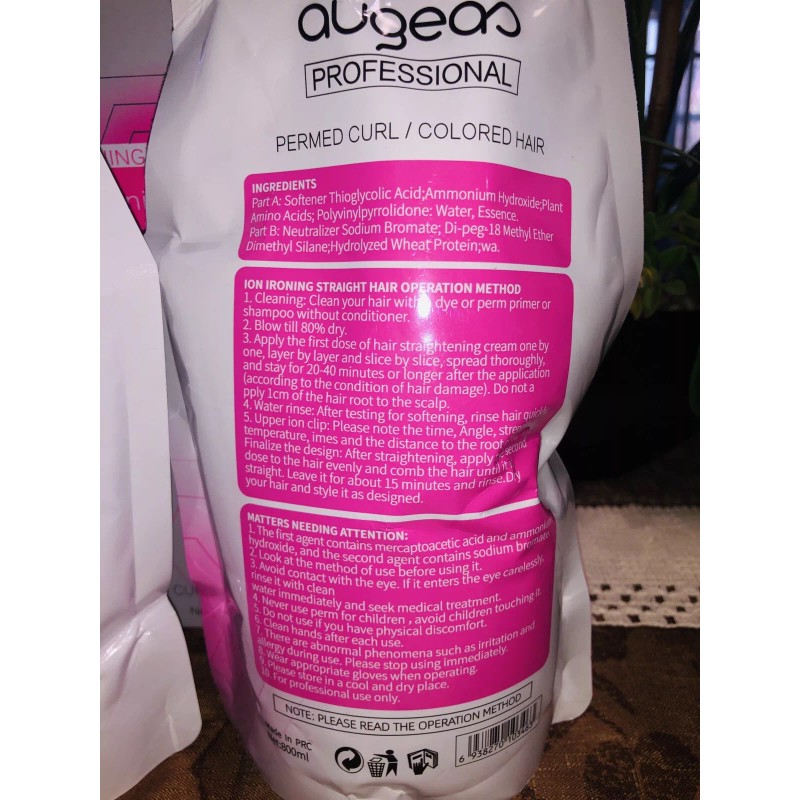 augeas
PROFESSIONAL
PERMED CURL / COLORED HAIR
INGREDIENTS
Part A: Softener Thioglycolic Acid;Ammonium Hydroxide;Plant
Amino Acids; Polyvinylpyrrolidone: Water, Essence.
Part B: Neutralizer Sodium Bromate; Di-peg-18 Methyl Ether
Dimethyl Silane;Hydrolyzed Wheat Protein;wa.
ION IRONING STRAIGHT HAIR OPERATION METHOD
1. Cleaning: Clean your hair with dye or perm primer or
shampoo without conditioner.
2. Blow till 80% dry.
3. Apply the first dose of hair straightening cream one by
one, layer by layer and slice by slice, spread thoroughly,
and stay for 20-40 minutes or longer after the application
(according to the condition of hair damage). Do not a
pply 1cm of the hair root to the scalp.
4. Water rinse: After testing for softening, rinse hair
5. Upper ion clip: Please note the time, Angle,
temperature, imes and the distance to the root
Finalize the design: After straightening, apply second
dose to the hair evenly and comb the hair until it
straight. Leave it for about 15 minutes and rinse.Dry
your hair and style it as designed.
MATTERS NEEDING ATTENTION:
1. The first agent contains mercaptoacetic acid and ammonium
hydroxide, and the second agent contains sodium bromate.
2. Look at the method of use before using it.
3. Avoid contact with the eye. If it enters the eye carelessly,
rinse it with clean
water immediately and seek medical treatment.
4. Never use perm for children , avoid children touching it.
5. Do not use if you have physical discomfort.
6. Clean hands after each use.
7. There are abnormal phenomena such as irritation and
allergy during use. Please stop using immediately.
8. Wear appropriate gloves when operating.
9. Please store in a cool and dry place.
10. For professional use only.
NOTE: PLEASE READ THE OPERATION METHOD
Made in PRC
Net:800ml
ING